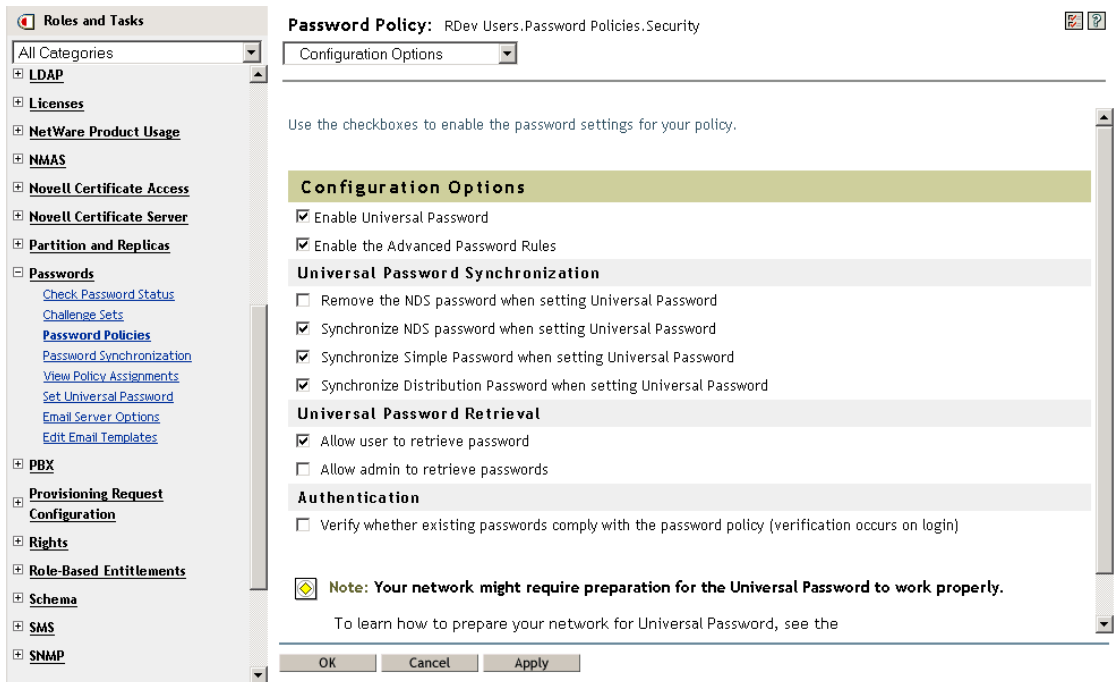 Roles and Tasks
All Categories
LDAP
Licenses
NetWare Product Usage
NMAS
Novell Certificate Access
Novell Certificate Server
Partition and Replicas
Passwords
Check Password Status
Challenge Sets
Password Policies
Password Synchronization
View Policy Assignments
Set Universal Password
Email Server Options
Edit Email Templates
PBX
Provisioning Request
Configuration
Rights
Role-Based Entitlements
Schema
SMS
SNMP
Password Policy: RDev Users.Password Policies.Security
Configuration Options
Use the checkboxes to enable the password settings for your policy.
Configuration Options
Enable Universal Password
Enable the Advanced Password Rules
Universal Password Synchronization
Remove the NDS password when setting Universal Password
Synchronize NDS password when setting Universal Password
Synchronize Simple Password when setting Universal Password
Synchronize Distribution Password when setting Universal Password
Universal Password Retrieval
Allow user to retrieve password
Allow admin to retrieve passwords
Authentication
Verify whether existing passwords comply with the password policy (verification occurs on login)
Note: Your network might require preparation for the Universal Password to work properly.
To learn how to prepare your network for Universal Password, see the
OK Cancel Apply